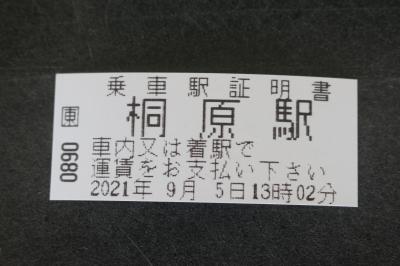 乗車駅証明書
桐原駅
車内又は着駅で
運賃をお支払い下さい
2021年 9月 5日13時02分
0890